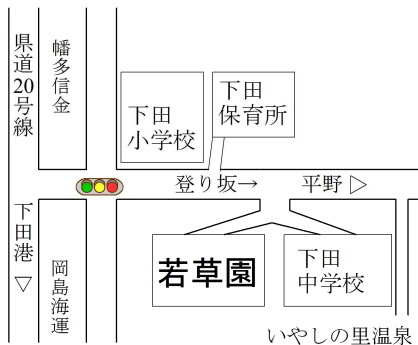 県道20号線
幡多信金
下田
小学校
下田
保育所
登り坂→
平野 ▷
下田港 ▽
岡島海運
若草園
下田
中学校
いやしの里温泉